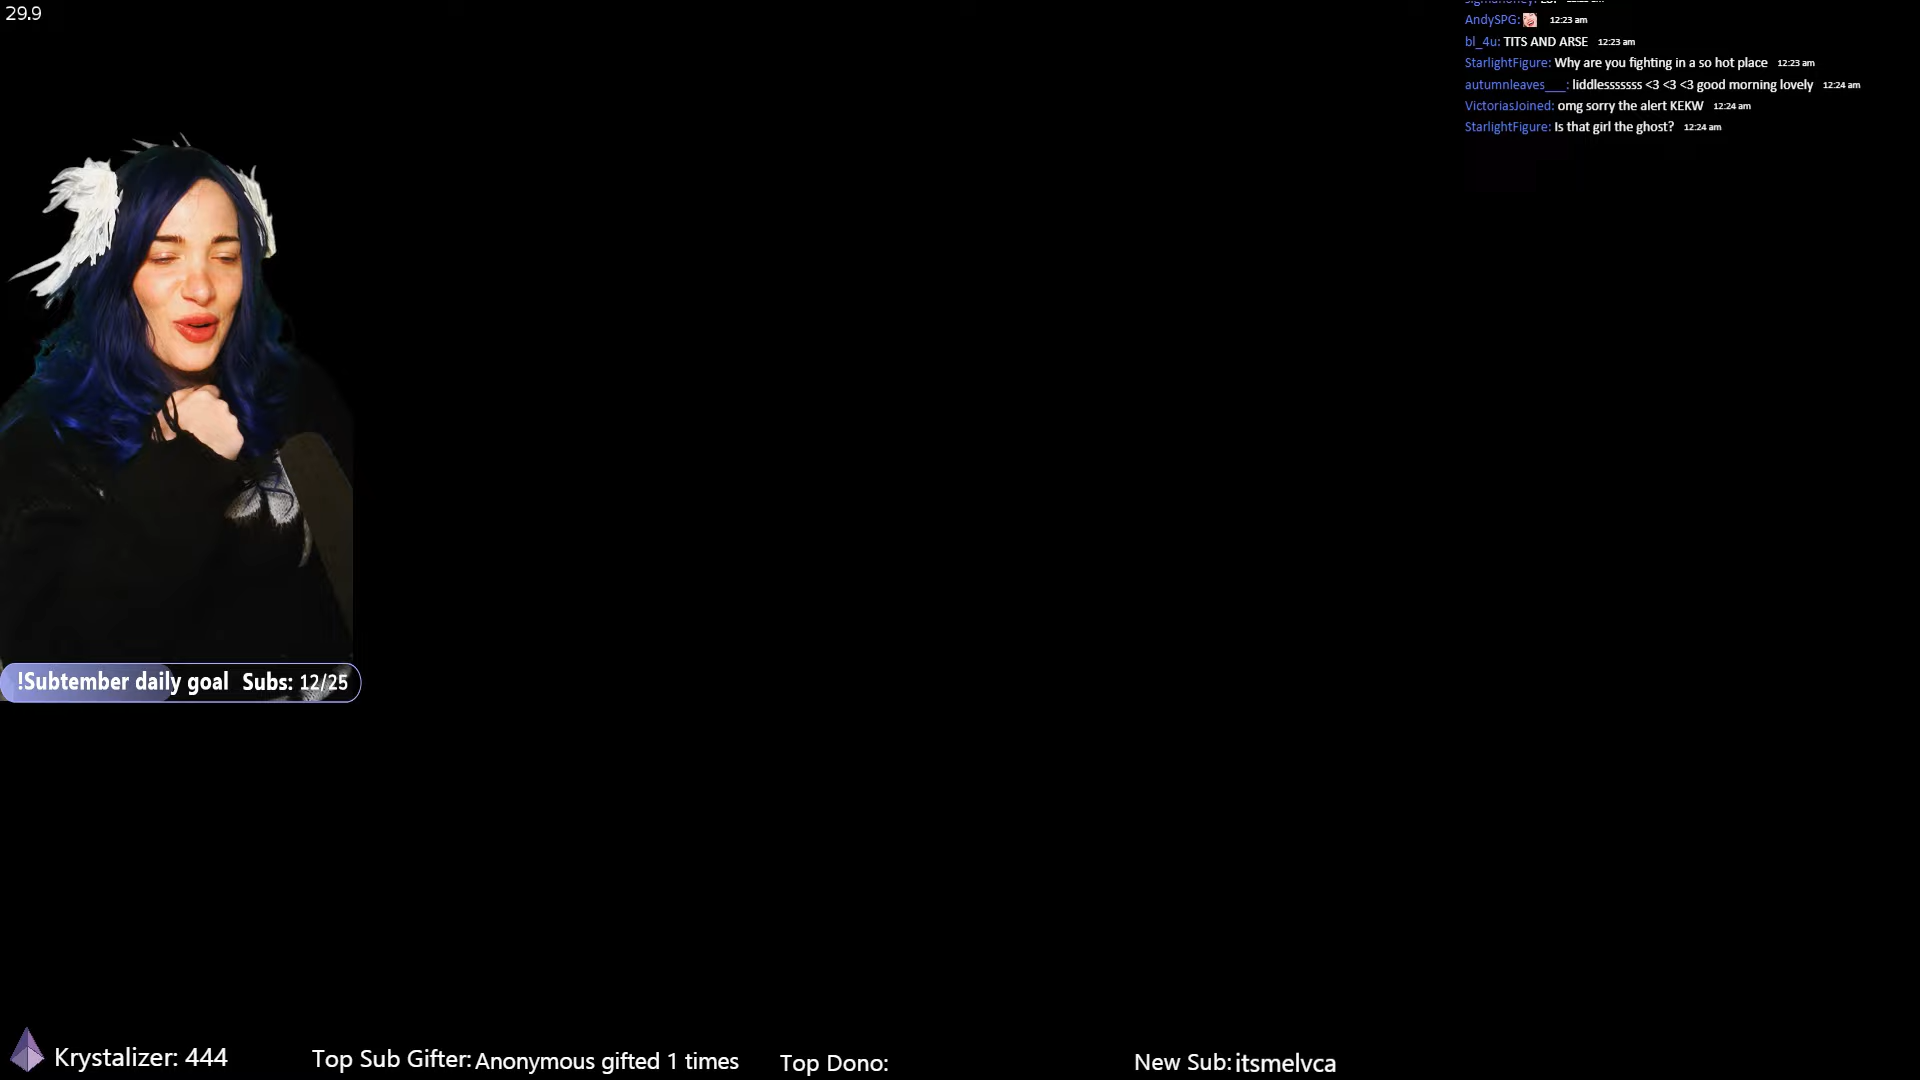 29.9
AndySPG: 12:23 am
bl_4u: TITS AND ARSE 12:23 am
StarlightFigure: Why are you fighting in a so hot place 12:23 am
autumnleaves___: liddlesssssss <3 <3 <3 good morning lovely 12:24 am
VictoriasJoined: omg sorry the alert KEKW 12:24 am
StarlightFigure: Is that girl the ghost? 12:24 am
!Subtember daily goal Subs: 12/25
Krystalizer: 444
Top Sub Gifter: Anonymous gifted 1 times
Top Dono:
New Sub: itsmelvca